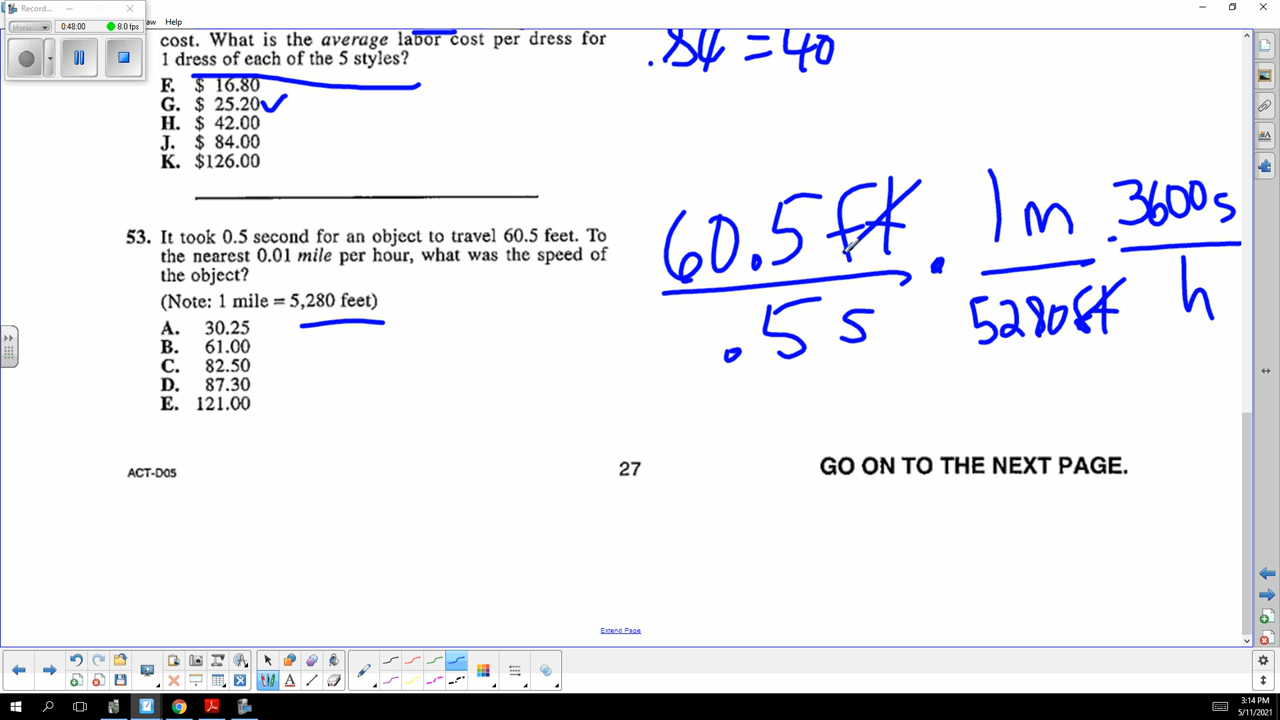 Record...
Menu
0:48:00
8.0 fps
aw Help
cost. What is the average labor cost per dress for
1 dress of each of the 5 styles?
F. $ 16.80
G. $ 25.20
H. $ 42.00
J. $ 84.00
K. $126.00
.84 = 40
53. It took 0.5 second for an object to travel 60.5 feet. To
the nearest 0.01 mile per hour, what was the speed of
the object?
(Note: 1 mile = 5,280 feet)
A. 30.25
B. 61.00
C. 82.50
D. 87.30
E. 121.00
60.5 ft · 1 m · 3600 s
.5 s 5280 ft h
ACT-D05
27
GO ON TO THE NEXT PAGE.
Extend Page
3:14 PM
5/11/2021